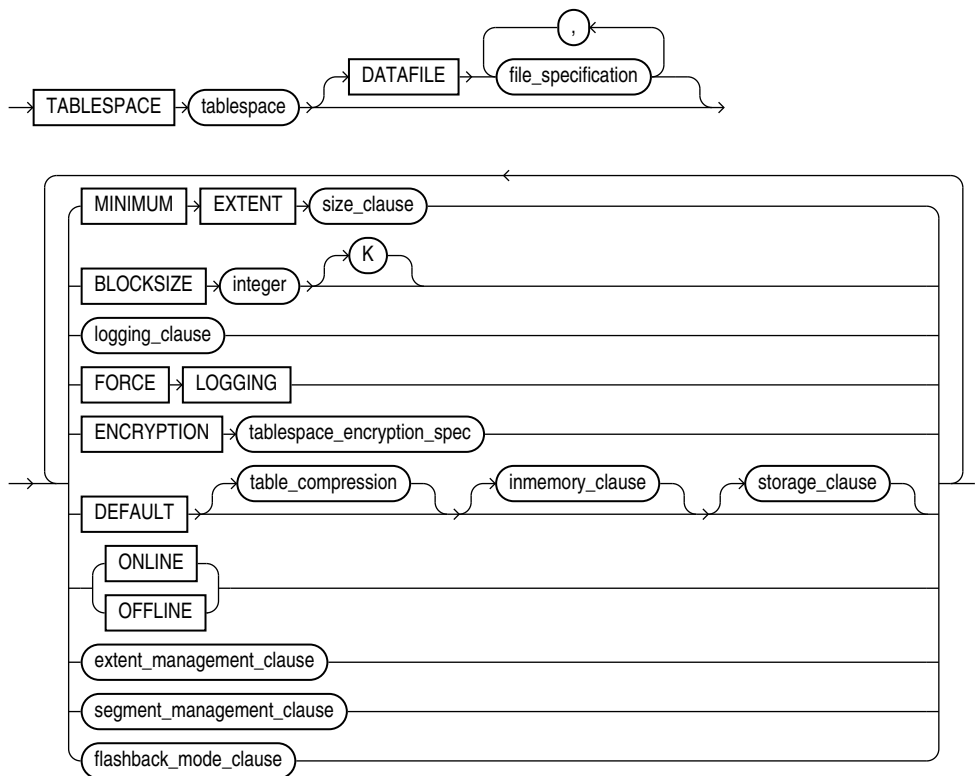 ,
DATAFILE file_specification
TABLESPACE tablespace
MINIMUM EXTENT size_clause
K
BLOCKSIZE integer
logging_clause
FORCE LOGGING
ENCRYPTION tablespace_encryption_spec
table_compression inmemory_clause storage_clause
DEFAULT
ONLINE
OFFLINE
extent_management_clause
segment_management_clause
flashback_mode_clause